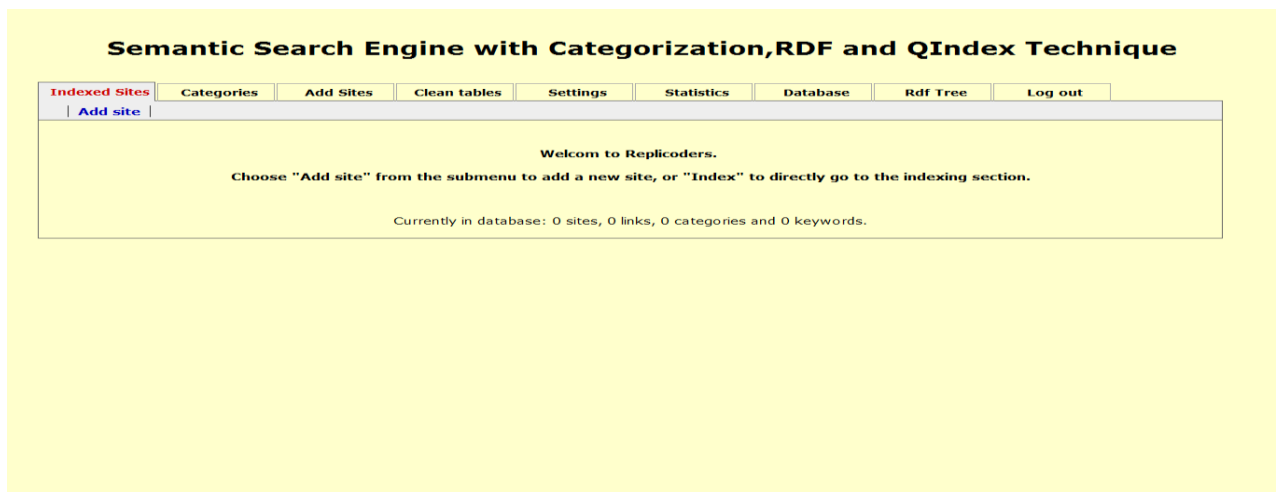 Semantic Search Engine with Categorization,RDF and QIndex Technique
Indexed Sites Categories Add Sites Clean tables Settings Statistics Database Rdf Tree Log out
| Add site |
Welcom to Replicoders.
Choose "Add site" from the submenu to add a new site, or "Index" to directly go to the indexing section.
Currently in database: 0 sites, 0 links, 0 categories and 0 keywords.